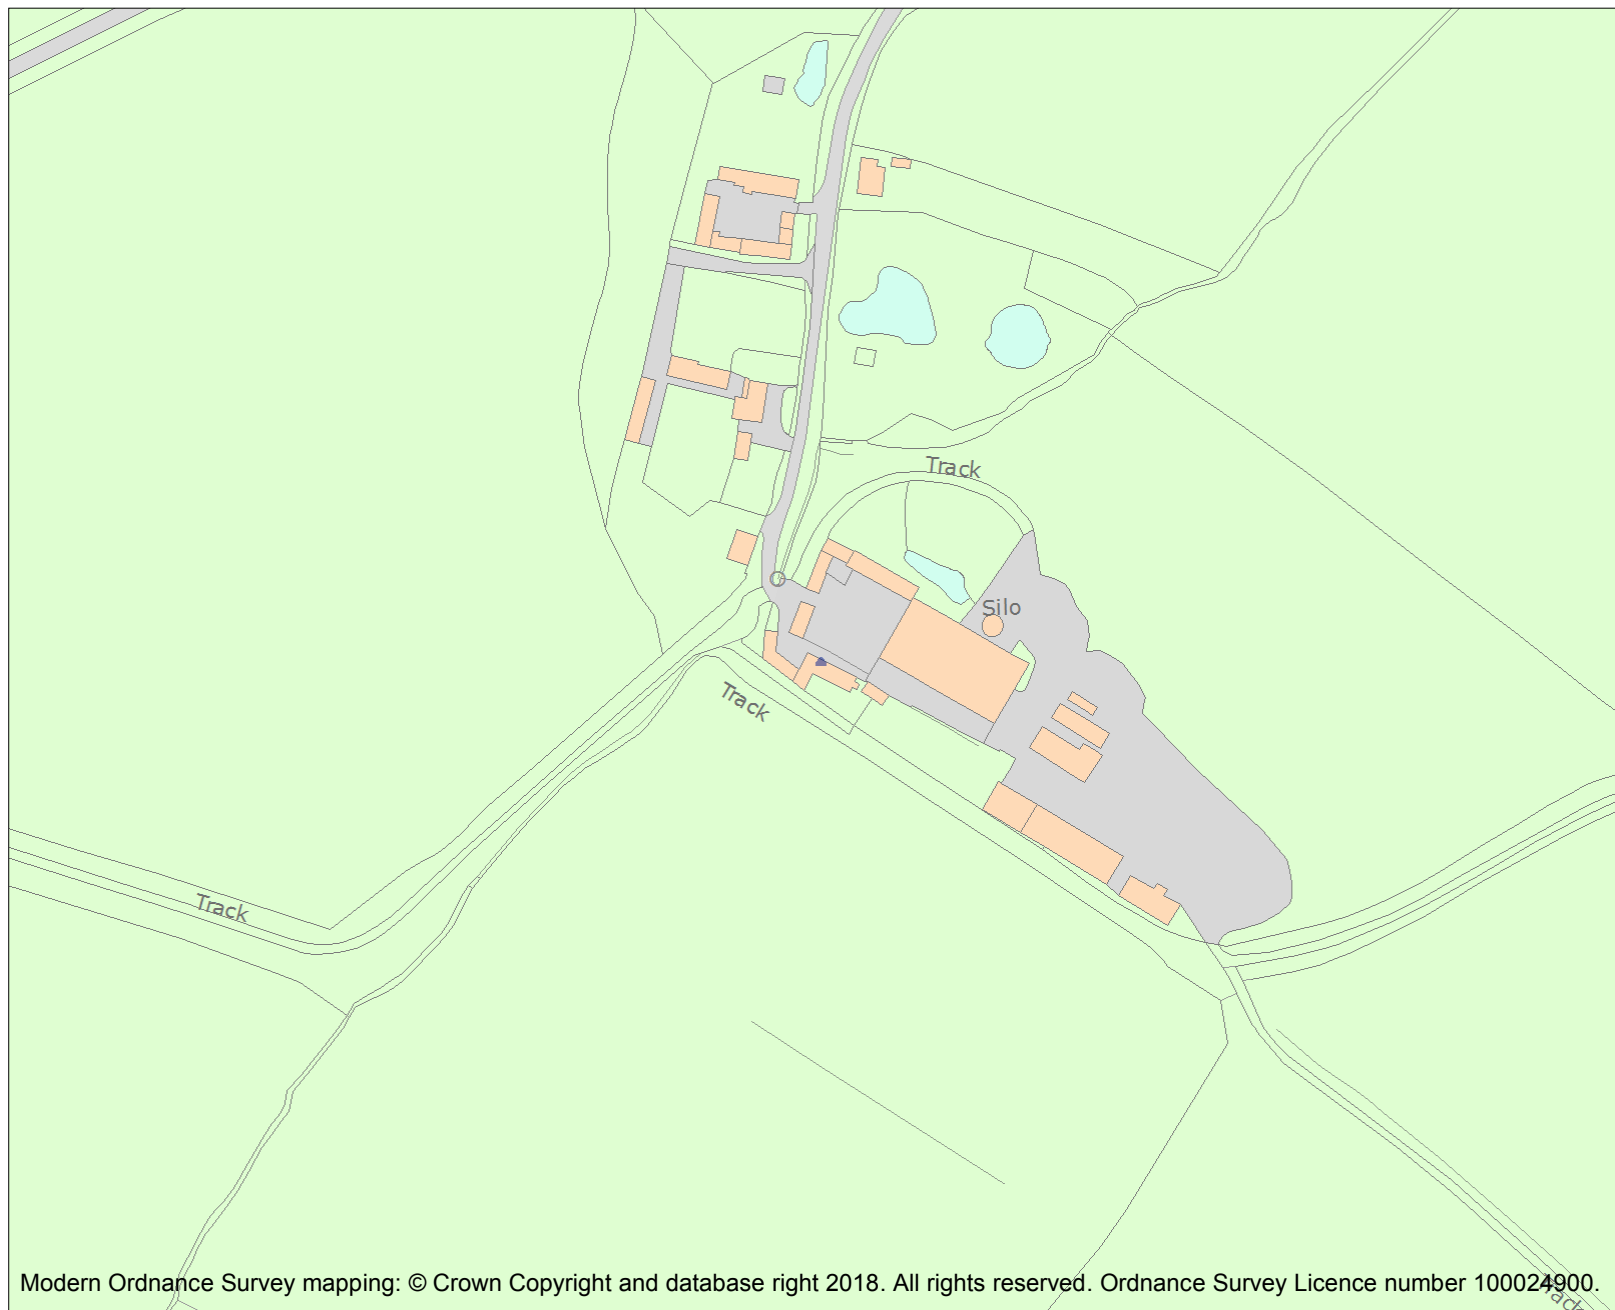 Track
Silo
Track
Track
Modern Ordnance Survey mapping: © Crown Copyright and database right 2018. All rights reserved. Ordnance Survey Licence number 100024900.
Track